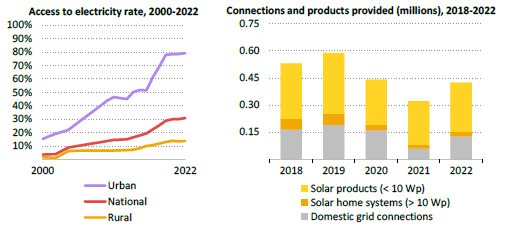 Access to electricity rate, 2000-2022
100%
90%
80%
70%
60%
50%
40%
30%
20%
10%
2000 2022
Urban
National
Rural
Connections and products provided (millions), 2018-2022
0.75
0.60
0.45
0.30
0.15
2018 2019 2020 2021 2022
Solar products (< 10 Wp)
Solar home systems (> 10 Wp)
Domestic grid connections